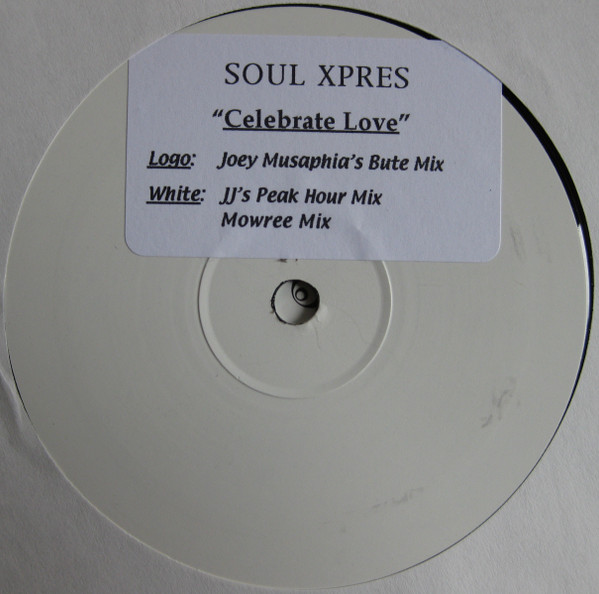 SOUL XPRES
“Celebrate Love”
Logo: Joey Musaphia's Bute Mix
White: JJ's Peak Hour Mix
Mowree Mix